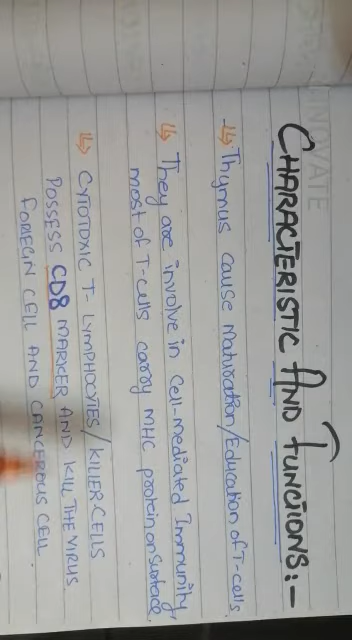 CHARACTERISTIC AND FUNCTIONS:-
↳ Thymus cause maturation/Education of T-cells.
↳ They are involve in cell-mediated Immunity,
most of T-cells carry MHC protein on surface.
↳ CYTOTOXIC T-LYMPHOCYTES/KILLER CELLS
POSSESS CD8 MARKER AND KILL THE VIRUS
FOREIGN CELL AND CANCEROUS CELL